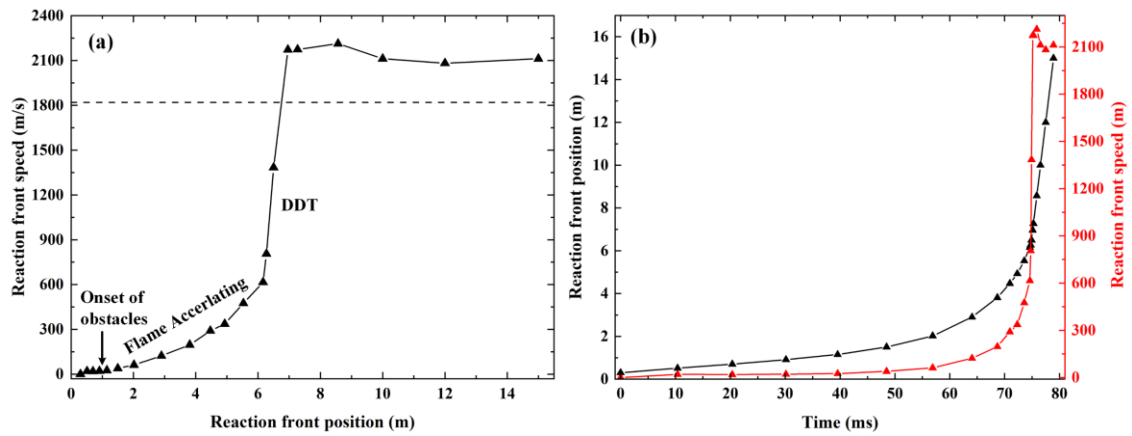 (a)
Reaction front speed (m/s)
2400
2100
1800
1500
1200
900
600
300
0
DDT
Flame Accerlating
Onset of
obstacles
0 2 4 6 8 10 12 14
Reaction front position (m)
(b)
Reaction front position (m)
16
14
12
10
8
6
4
2
0
2100
1800
1500
1200
900
600
300
0
Reaction front speed (m)
0 10 20 30 40 50 60 70 80
Time (ms)